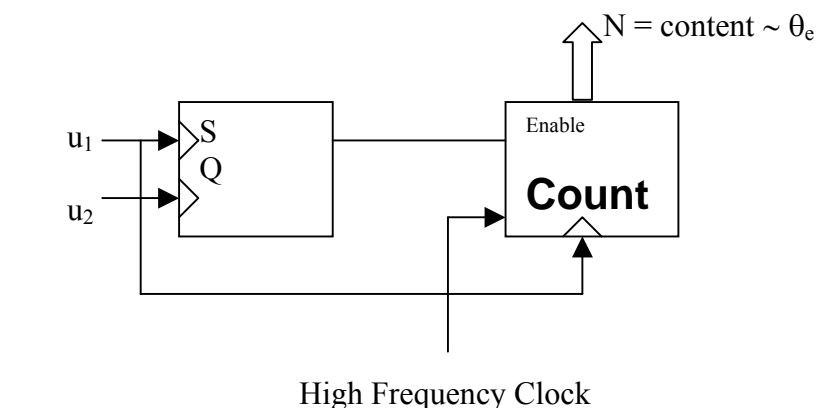 N = content ~ θe
Enable
u1
S
Q
Count
u2
High Frequency Clock